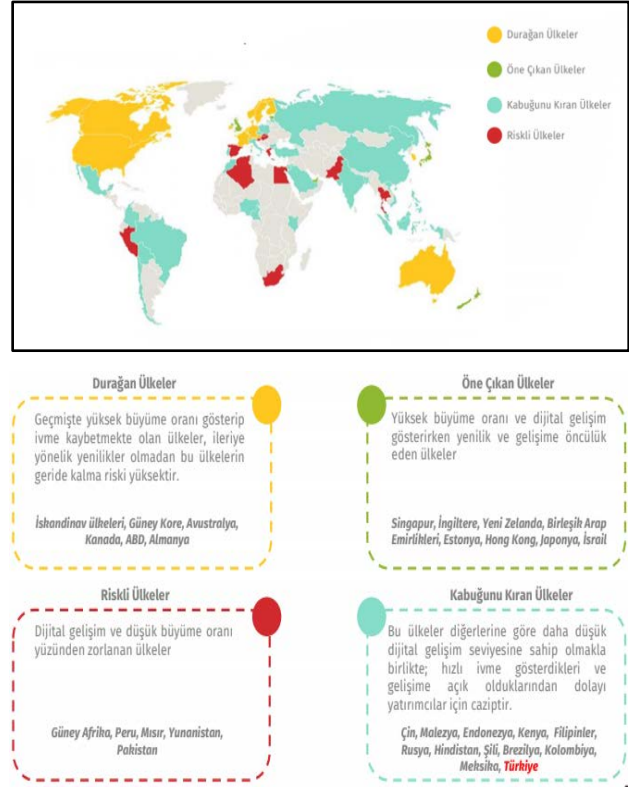 Durağan Ülkeler
Öne Çıkan Ülkeler
Kabuğunu Kıran Ülkeler
Riskli Ülkeler
Durağan Ülkeler
Geçmişte yüksek büyüme oranı gösterip
ivme kaybetmekte olan ülkeler, ileriye
yönelik yenilikler olmadan bu ülkelerin
geride kalma riski yüksektir.
İskandinav ülkeleri, Güney Kore, Avustralya,
Kanada, ABD, Almanya
Öne Çıkan Ülkeler
Yüksek büyüme oranı ve dijital gelişim
gösterirken yenilik ve gelişime öncülük
eden ülkeler
Singapur, İngiltere, Yeni Zelanda, Birleşik Arap
Emirlikleri, Estonya, Hong Kong, Japonya, İsrail
Riskli Ülkeler
Dijital gelişim ve düşük büyüme oranı
yüzünden zorlanan ülkeler
Güney Afrika, Peru, Mısır, Yunanistan,
Pakistan
Kabuğunu Kıran Ülkeler
Bu ülkeler diğerlerine göre daha düşük
dijital gelişim seviyesine sahip olmakla
birlikte; hızlı ivme gösterdikleri ve
gelişime açık olduklarından dolayı
yatırımcılar için caziptir.
Çin, Malezya, Endonezya, Kenya, Filipinler,
Rusya, Hindistan, Şili, Brezilya, Kolombiya,
Meksika, Türkiye